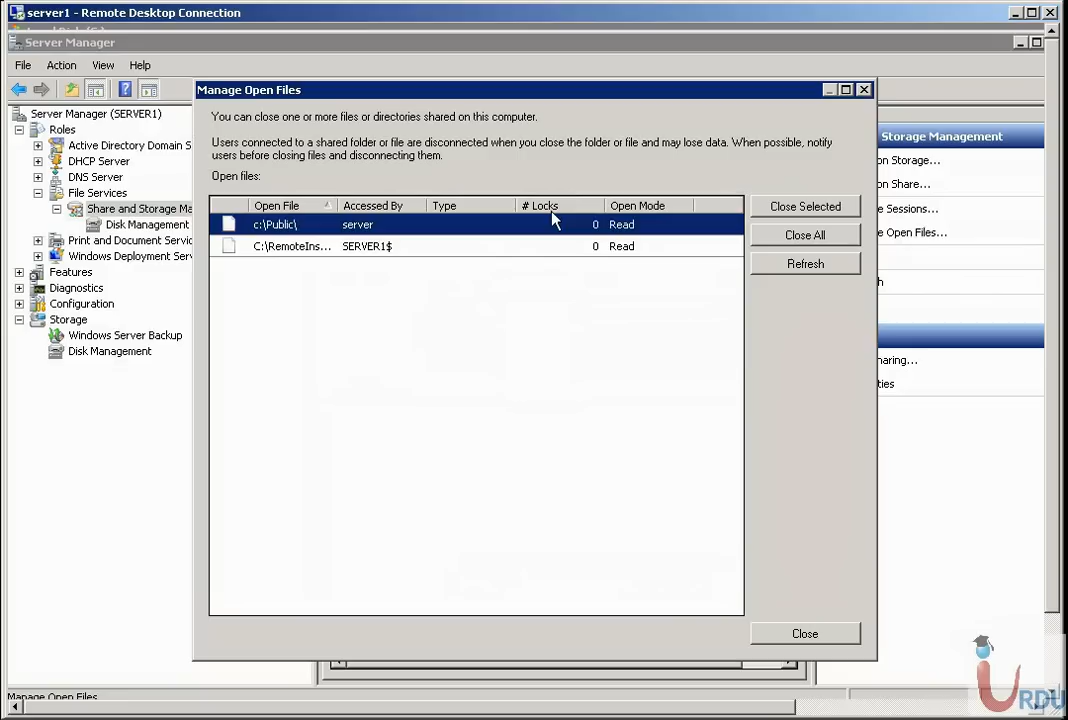 server1 - Remote Desktop Connection
Server Manager
File Action View Help
Server Manager (SERVER1)
Roles
Active Directory Domain S
DHCP Server
DNS Server
File Services
Share and Storage Ma
Disk Management
Print and Document Servic
Windows Deployment Serv
Features
Diagnostics
Configuration
Storage
Windows Server Backup
Disk Management
Manage Open Files
You can close one or more files or directories shared on this computer.
Users connected to a shared folder or file are disconnected when you close the folder or file and may lose data. When possible, notify
users before closing files and disconnecting them.
Open files:
Open File Accessed By Type # Locks Open Mode
c:\Public\ server 0 Read
C:\RemoteIns... SERVER1$ 0 Read
Close Selected
Close All
Refresh
Close
Storage Management
on Storage...
on Share...
Sessions...
e Open Files...
h
haring...
ties
Manage Open Files
iURDU